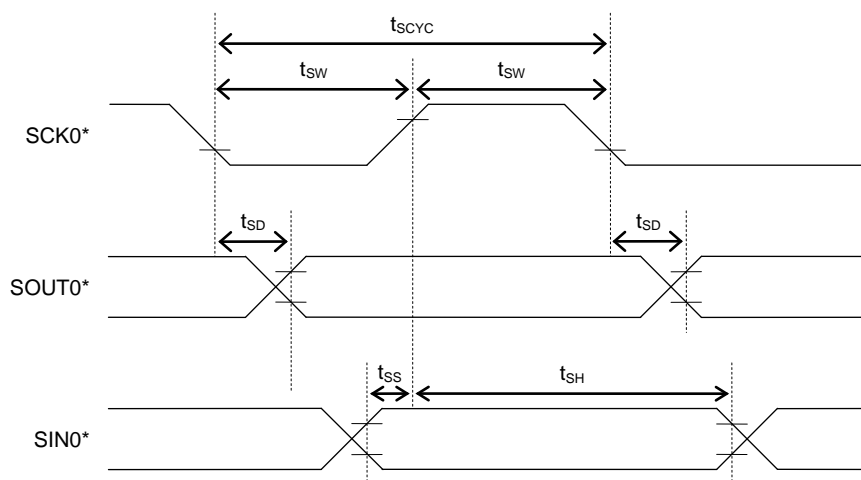 tSCYC
tSW tSW
SCK0*
tSD tSD
SOUT0*
tSS tSH
SIN0*